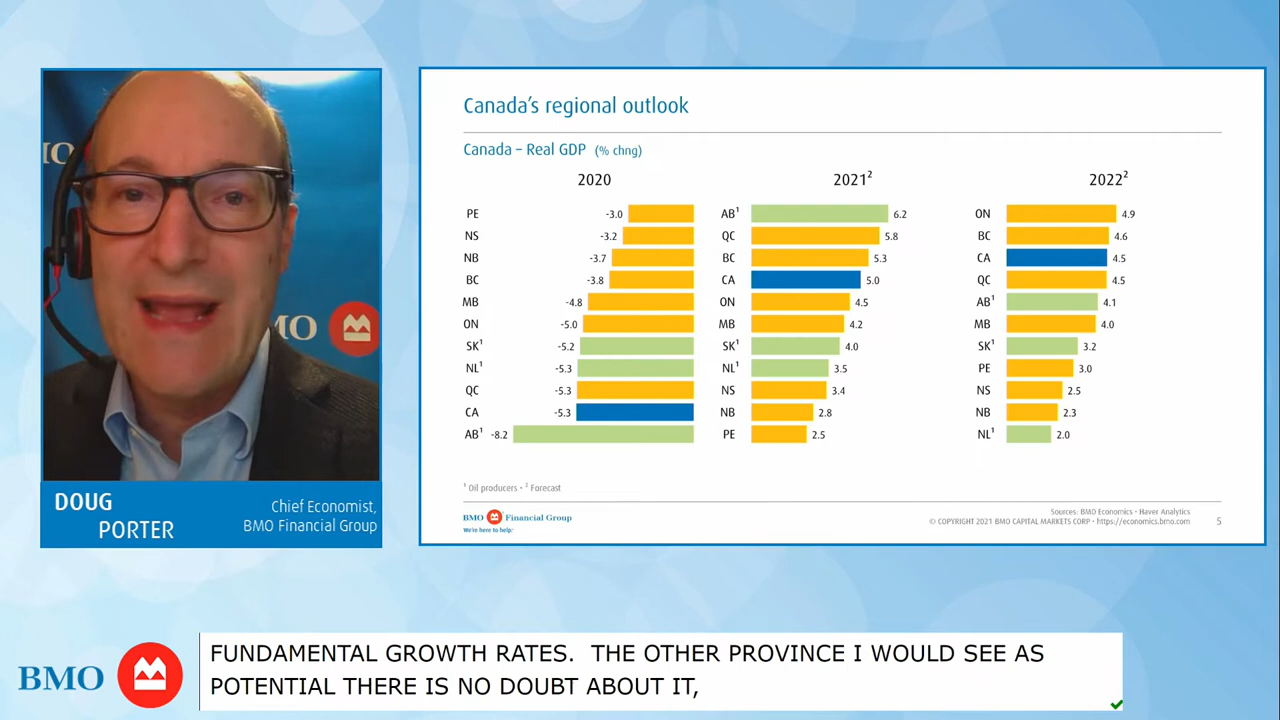 IO
MO
DOUG
PORTER
Chief Economist,
BMO Financial Group
Canada's regional outlook
Canada – Real GDP (% chng)
2020
PE -3.0
NS -3.2
NB -3.7
BC -3.8
MB -4.8
ON -5.0
SK¹ -5.2
NL¹ -5.3
QC -5.3
CA -5.3
AB¹ -8.2
2021²
AB¹ 6.2
QC 5.8
BC 5.3
CA 5.0
ON 4.5
MB 4.2
SK¹ 4.0
NL¹ 3.5
NS 3.4
NB 2.8
PE 2.5
2022²
ON 4.9
BC 4.6
CA 4.5
QC 4.5
AB¹ 4.1
MB 4.0
SK¹ 3.2
PE 3.0
NS 2.5
NB 2.3
NL¹ 2.0
¹ Oil producers • ² Forecast
BMO Financial Group
We're here to help.™
Sources: BMO Economics • Haver Analytics
© COPYRIGHT 2021 BMO CAPITAL MARKETS CORP • https://economics.bmo.com
5
BMO
FUNDAMENTAL GROWTH RATES.  THE OTHER PROVINCE I WOULD SEE AS
POTENTIAL THERE IS NO DOUBT ABOUT IT,